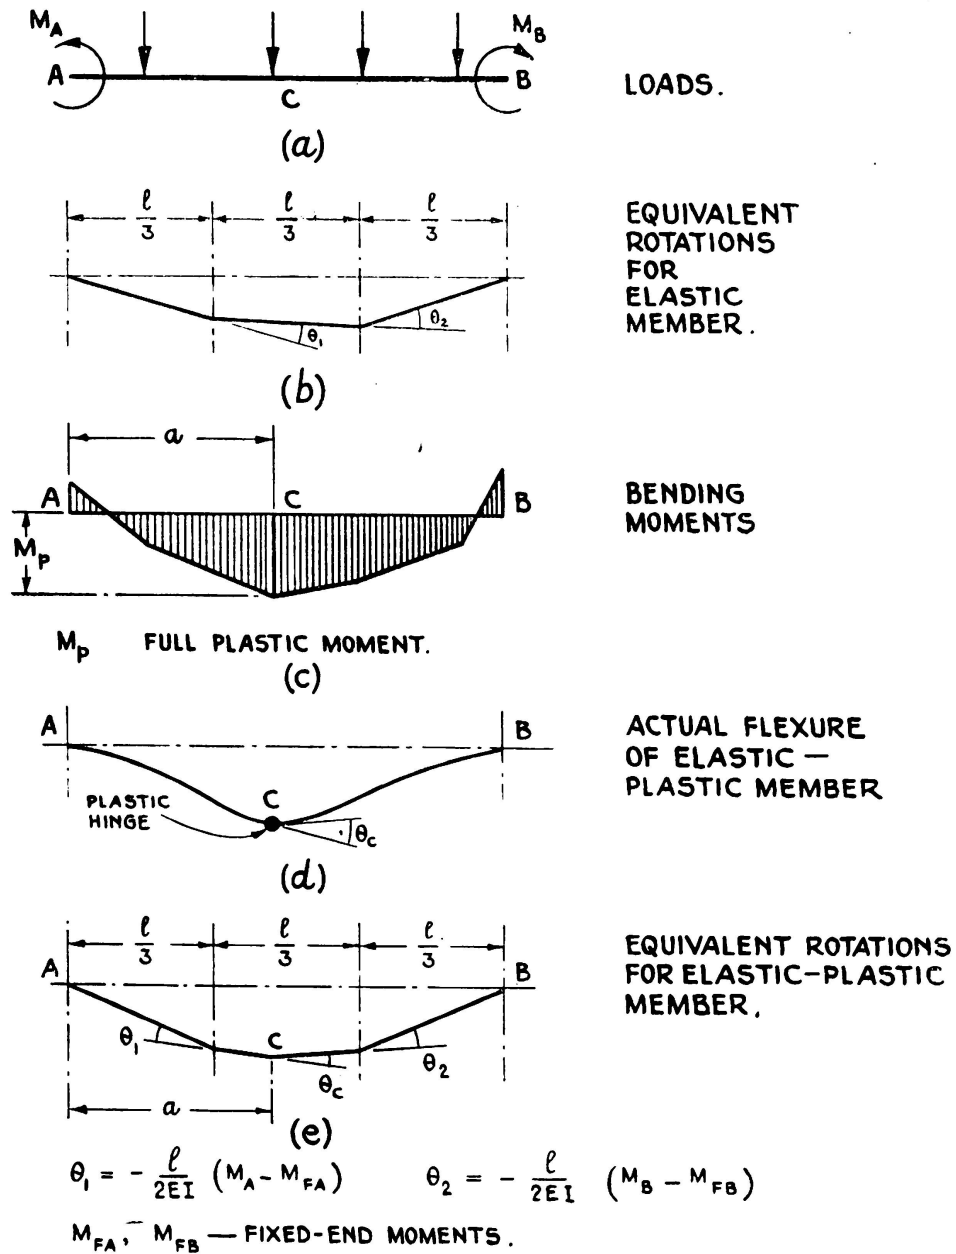 M_A M_B
A B
C
LOADS.
(a)
ℓ/3 ℓ/3 ℓ/3
EQUIVALENT
ROTATIONS
FOR
ELASTIC
MEMBER.
θ₁ θ₂
(b)
a
A C B
M_p
BENDING
MOMENTS
M_p FULL PLASTIC MOMENT.
(c)
A B
ACTUAL FLEXURE
OF ELASTIC —
PLASTIC MEMBER
C
PLASTIC
HINGE
θ_c
(d)
ℓ/3 ℓ/3 ℓ/3
A B
EQUIVALENT ROTATIONS
FOR ELASTIC-PLASTIC
MEMBER.
θ₁ C θ₂
θ_c
a
(e)
θ₁ = - ℓ/2EI (M_A - M_FA) θ₂ = - ℓ/2EI (M_B - M_FB)
M_FA, M_FB — FIXED-END MOMENTS.